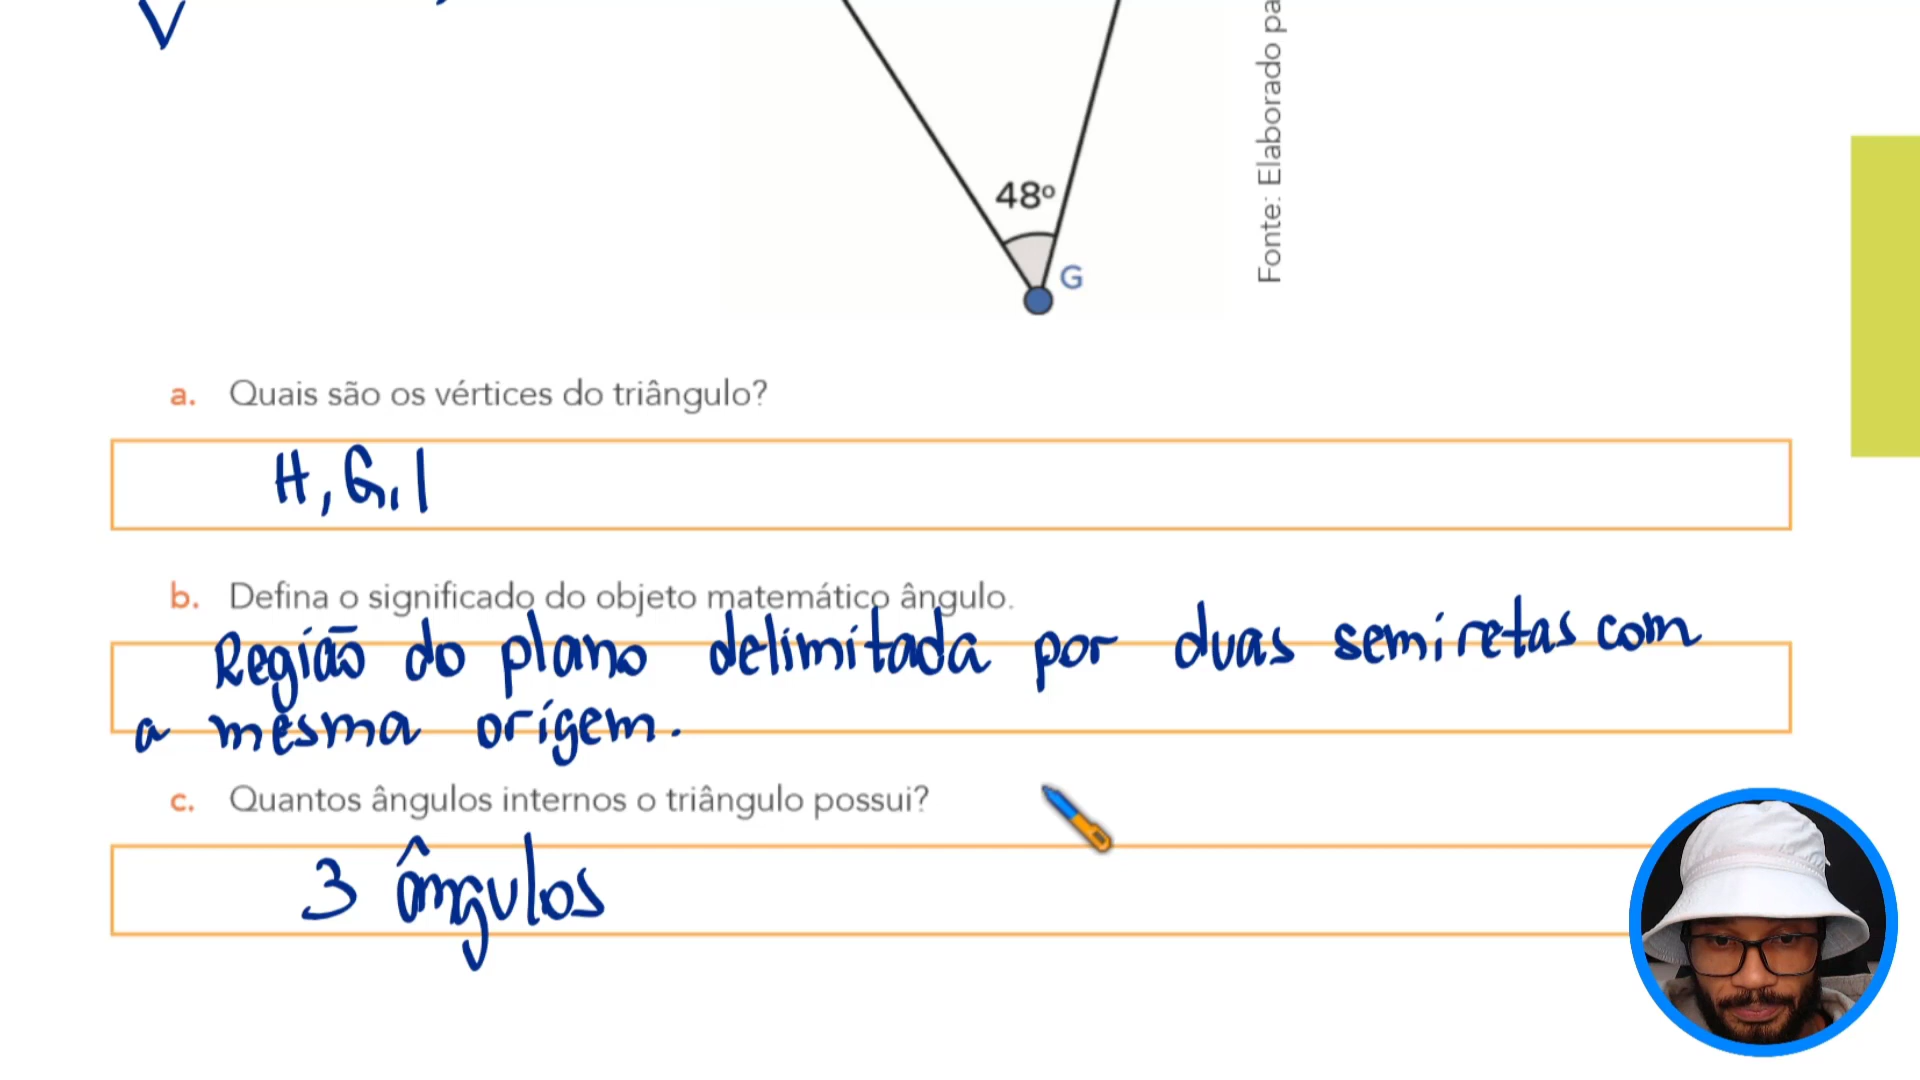 V
Fonte: Elaborado pa
48º
G
a. Quais são os vértices do triângulo?
H, G, I
b. Defina o significado do objeto matemático ângulo.
Região do plano delimitada por duas semiretas com
a mesma origem.
c. Quantos ângulos internos o triângulo possui?
3 ângulos